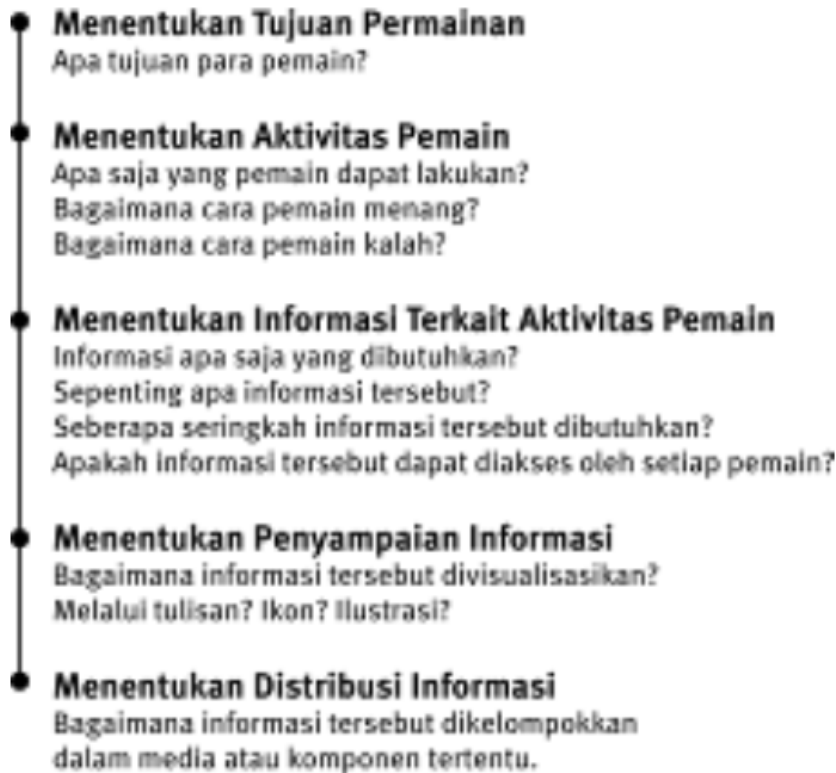 Menentukan Tujuan Permainan
Apa tujuan para pemain?
Menentukan Aktivitas Pemain
Apa saja yang pemain dapat lakukan?
Bagaimana cara pemain menang?
Bagaimana cara pemain kalah?
Menentukan Informasi Terkait Aktivitas Pemain
Informasi apa saja yang dibutuhkan?
Sepenting apa informasi tersebut?
Seberapa seringkah informasi tersebut dibutuhkan?
Apakah informasi tersebut dapat diakses oleh setiap pemain?
Menentukan Penyampaian Informasi
Bagaimana informasi tersebut divisualisasikan?
Melalui tulisan? Ikon? Ilustrasi?
Menentukan Distribusi Informasi
Bagaimana informasi tersebut dikelompokkan
dalam media atau komponen tertentu.